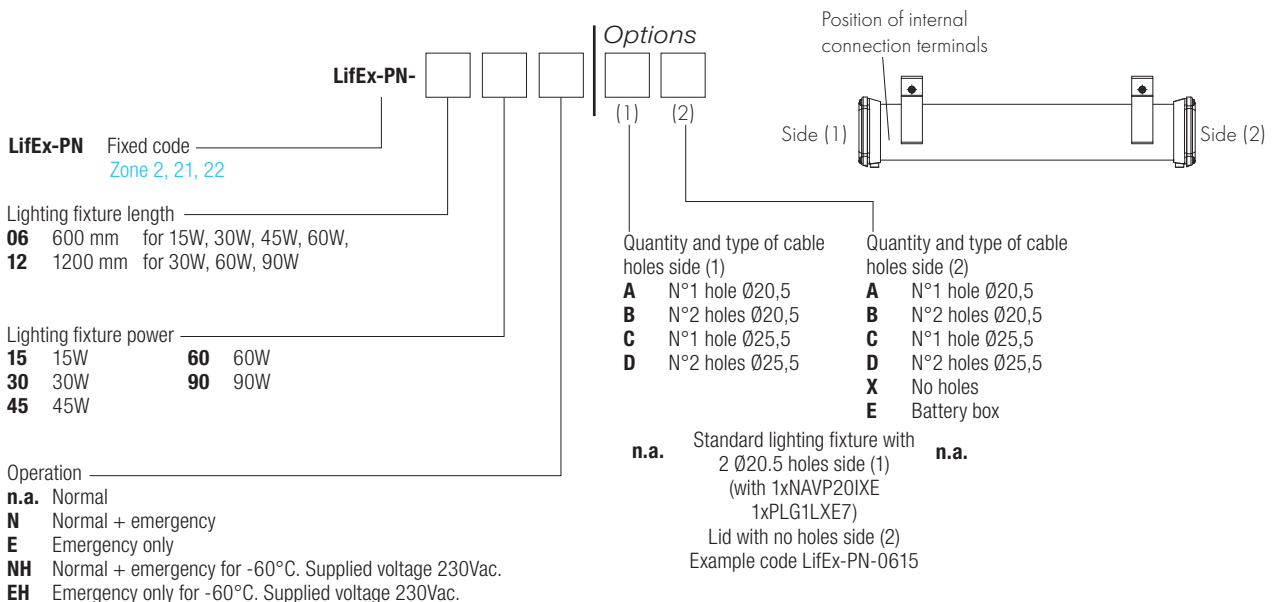 Options
Position of internal
connection terminals
LifEx-PN-
(1) (2)
Side (1)
Side (2)
LifEx-PN Fixed code
Zone 2, 21, 22
Lighting fixture length
06 600 mm for 15W, 30W, 45W, 60W,
12 1200 mm for 30W, 60W, 90W
Lighting fixture power
15 15W 60 60W
30 30W 90 90W
45 45W
Operation
n.a. Normal
N Normal + emergency
E Emergency only
NH Normal + emergency for -60°C. Supplied voltage 230Vac.
EH Emergency only for -60°C. Supplied voltage 230Vac.
Quantity and type of cable
holes side (1)
A N°1 hole Ø20,5
B N°2 holes Ø20,5
C N°1 hole Ø25,5
D N°2 holes Ø25,5
Quantity and type of cable
holes side (2)
A N°1 hole Ø20,5
B N°2 holes Ø20,5
C N°1 hole Ø25,5
D N°2 holes Ø25,5
X No holes
E Battery box
n.a. Standard lighting fixture with n.a.
2 Ø20.5 holes side (1)
(with 1xNAVP20IXE
1xPLG1LXE7)
Lid with no holes side (2)
Example code LifEx-PN-0615